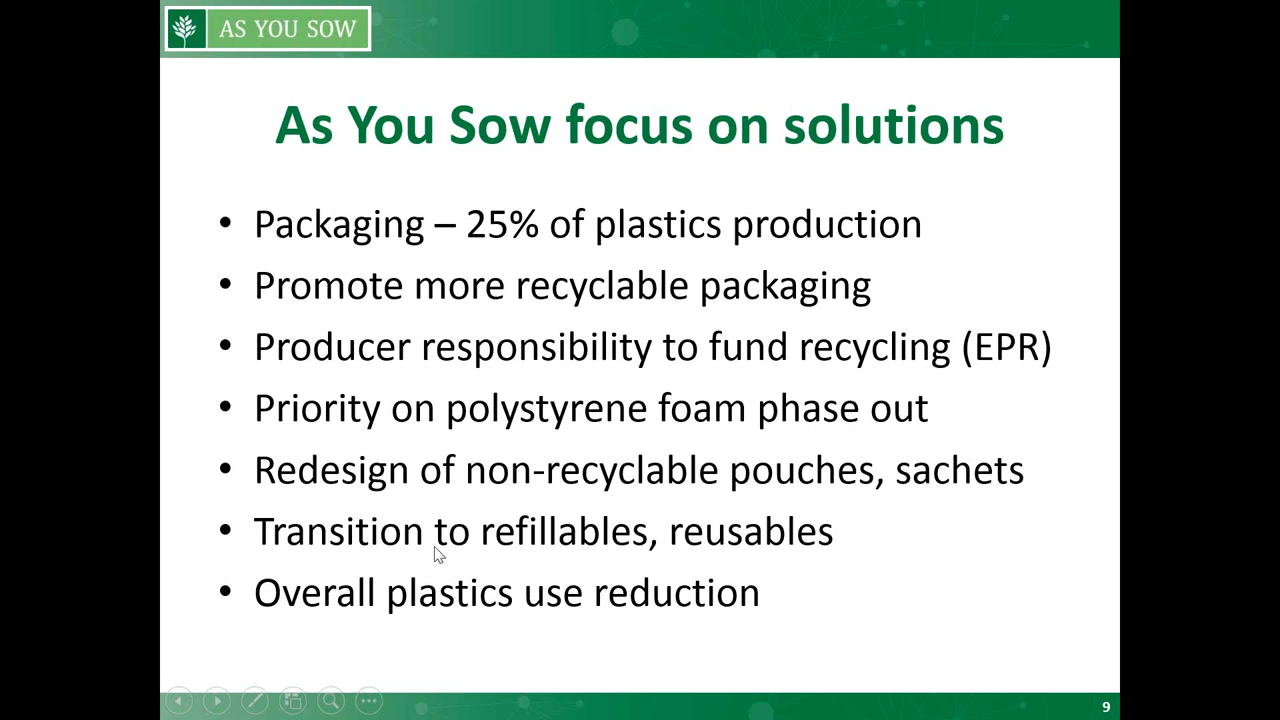 AS YOU SOW
As You Sow focus on solutions
• Packaging – 25% of plastics production
• Promote more recyclable packaging
• Producer responsibility to fund recycling (EPR)
• Priority on polystyrene foam phase out
• Redesign of non-recyclable pouches, sachets
• Transition to refillables, reusables
• Overall plastics use reduction
9